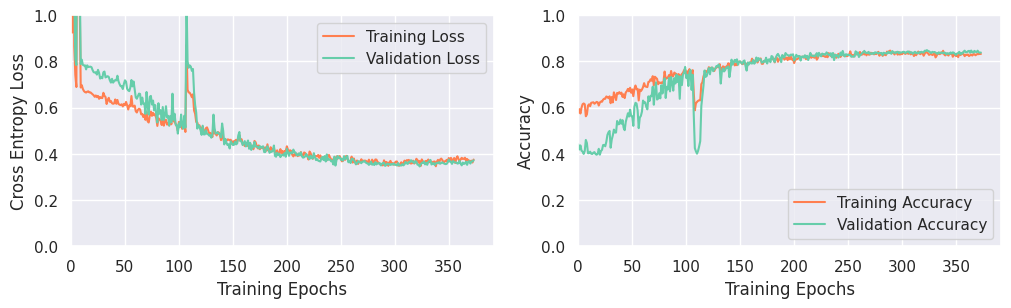 1.0
0.8
0.6
0.4
0.2
0.0
Cross Entropy Loss
0 50 100 150 200 250 300 350
Training Epochs
Training Loss
Validation Loss
1.0
0.8
0.6
0.4
0.2
0.0
Accuracy
0 50 100 150 200 250 300 350
Training Epochs
Training Accuracy
Validation Accuracy